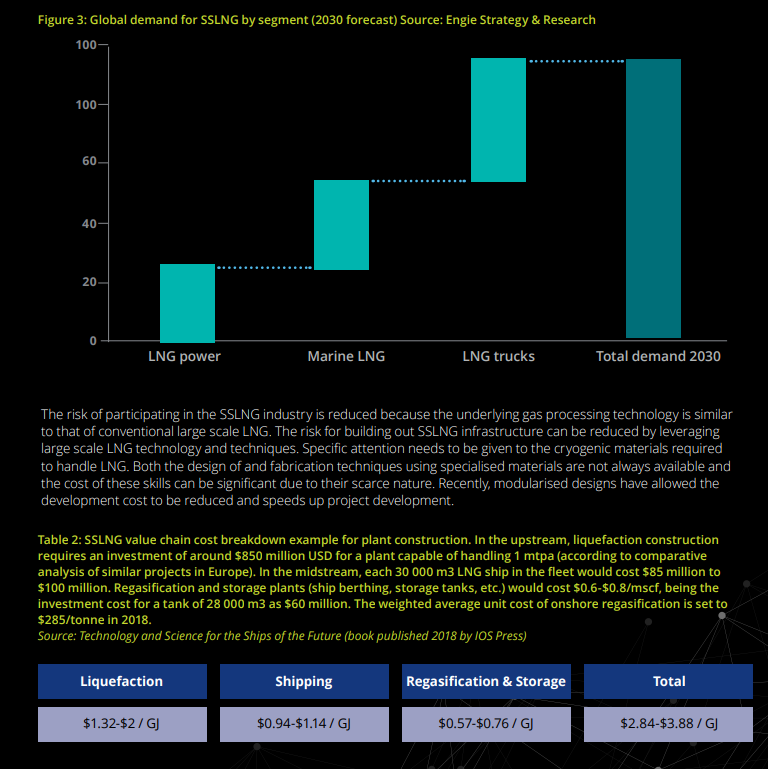 Figure 3: Global demand for SSLNG by segment (2030 forecast) Source: Engie Strategy & Research
100
100
60
40
20
0
LNG power
Marine LNG
LNG trucks
Total demand 2030
The risk of participating in the SSLNG industry is reduced because the underlying gas processing technology is similar
to that of conventional large scale LNG. The risk for building out SSLNG infrastructure can be reduced by leveraging
large scale LNG technology and techniques. Specific attention needs to be given to the cryogenic materials required
to handle LNG. Both the design of and fabrication techniques using specialised materials are not always available and
the cost of these skills can be significant due to their scarce nature. Recently, modularised designs have allowed the
development cost to be reduced and speeds up project development.
Table 2: SSLNG value chain cost breakdown example for plant construction. In the upstream, liquefaction construction
requires an investment of around $850 million USD for a plant capable of handling 1 mtpa (according to comparative
analysis of similar projects in Europe). In the midstream, each 30 000 m3 LNG ship in the fleet would cost $85 million to
$100 million. Regasification and storage plants (ship berthing, storage tanks, etc.) would cost $0.6-$0.8/mscf, being the
investment cost for a tank of 28 000 m3 as $60 million. The weighted average unit cost of onshore regasification is set to
$285/tonne in 2018.
Source: Technology and Science for the Ships of the Future (book published 2018 by IOS Press)
Liquefaction
Shipping
Regasification & Storage
Total
$1.32-$2 / GJ
$0.94-$1.14 / GJ
$0.57-$0.76 / GJ
$2.84-$3.88 / GJ